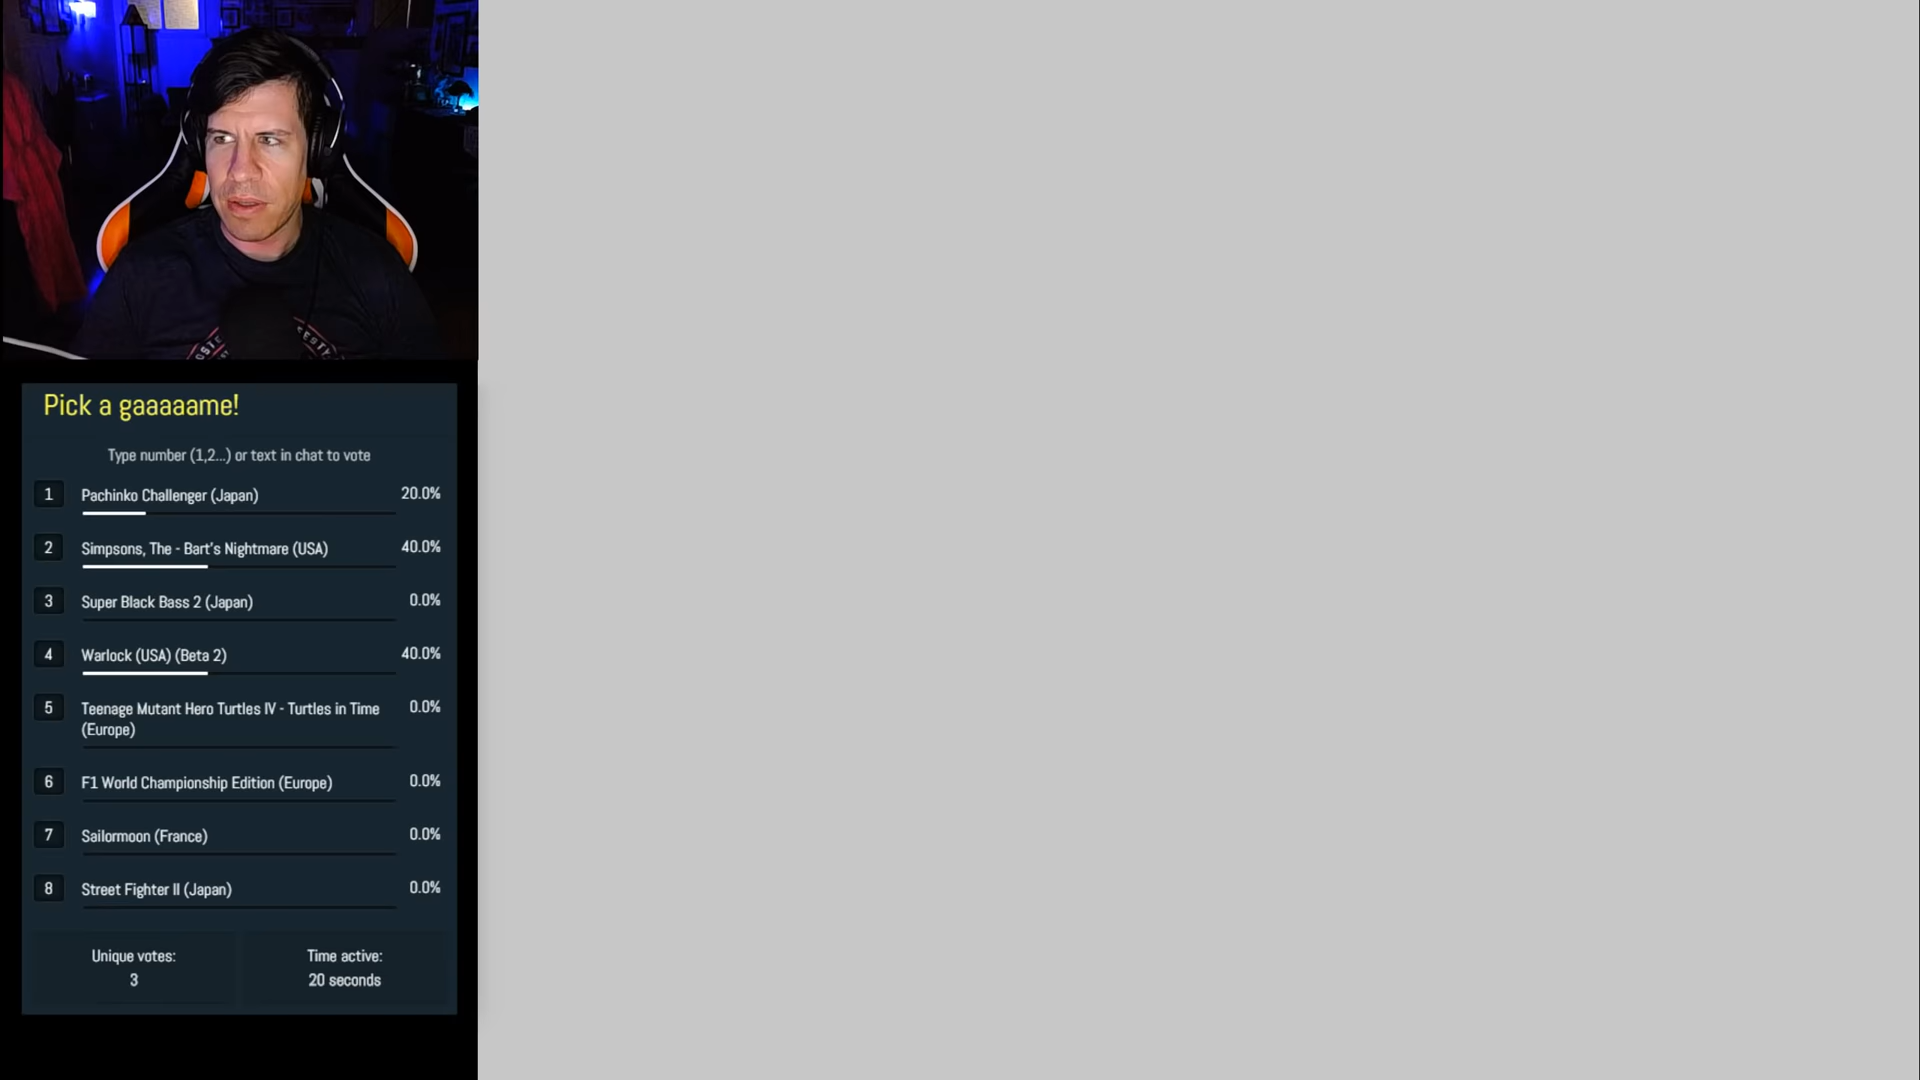 OSTE
ESTY
Pick a gaaaaame!
Type number (1,2...) or text in chat to vote
1 Pachinko Challenger (Japan) 20.0%
2 Simpsons, The - Bart's Nightmare (USA) 40.0%
3 Super Black Bass 2 (Japan) 0.0%
4 Warlock (USA) (Beta 2) 40.0%
5 Teenage Mutant Hero Turtles IV - Turtles in Time 0.0%
(Europe)
6 F1 World Championship Edition (Europe) 0.0%
7 Sailormoon (France) 0.0%
8 Street Fighter II (Japan) 0.0%
Unique votes: Time active:
3 20 seconds